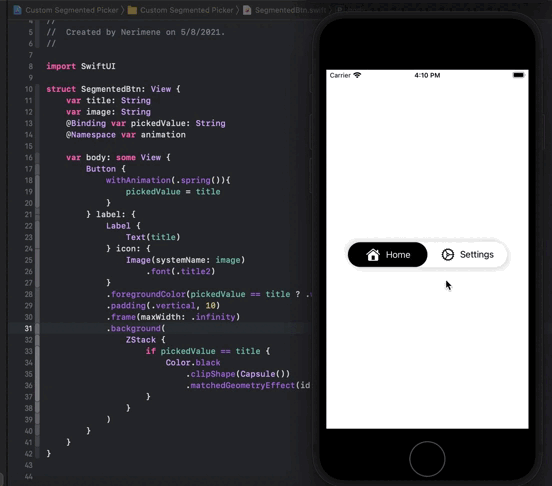 Custom Segmented Picker
Custom Segmented Picker
SegmentedBtn.swift
4 //
5 // Created by Nerimene on 5/8/2021.
6 //
7
8 import SwiftUI
9
10 struct SegmentedBtn: View {
11 var title: String
12 var image: String
13 @Binding var pickedValue: String
14 @Namespace var animation
15
16 var body: some View {
17 Button {
18 withAnimation(.spring()){
19 pickedValue = title
20 }
21 } label: {
22 Label {
23 Text(title)
24 } icon: {
25 Image(systemName: image)
26 .font(.title2)
27 }
28 .foregroundColor(pickedValue == title ? .
29 .padding(.vertical, 10)
30 .frame(maxWidth: .infinity)
31 .background(
32 ZStack {
33 if pickedValue == title {
34 Color.black
35 .clipShape(Capsule())
36 .matchedGeometryEffect(id
37 }
38 }
39 )
40 }
41 }
42 }
43
44
Carrier
4:10 PM
Home
Settings